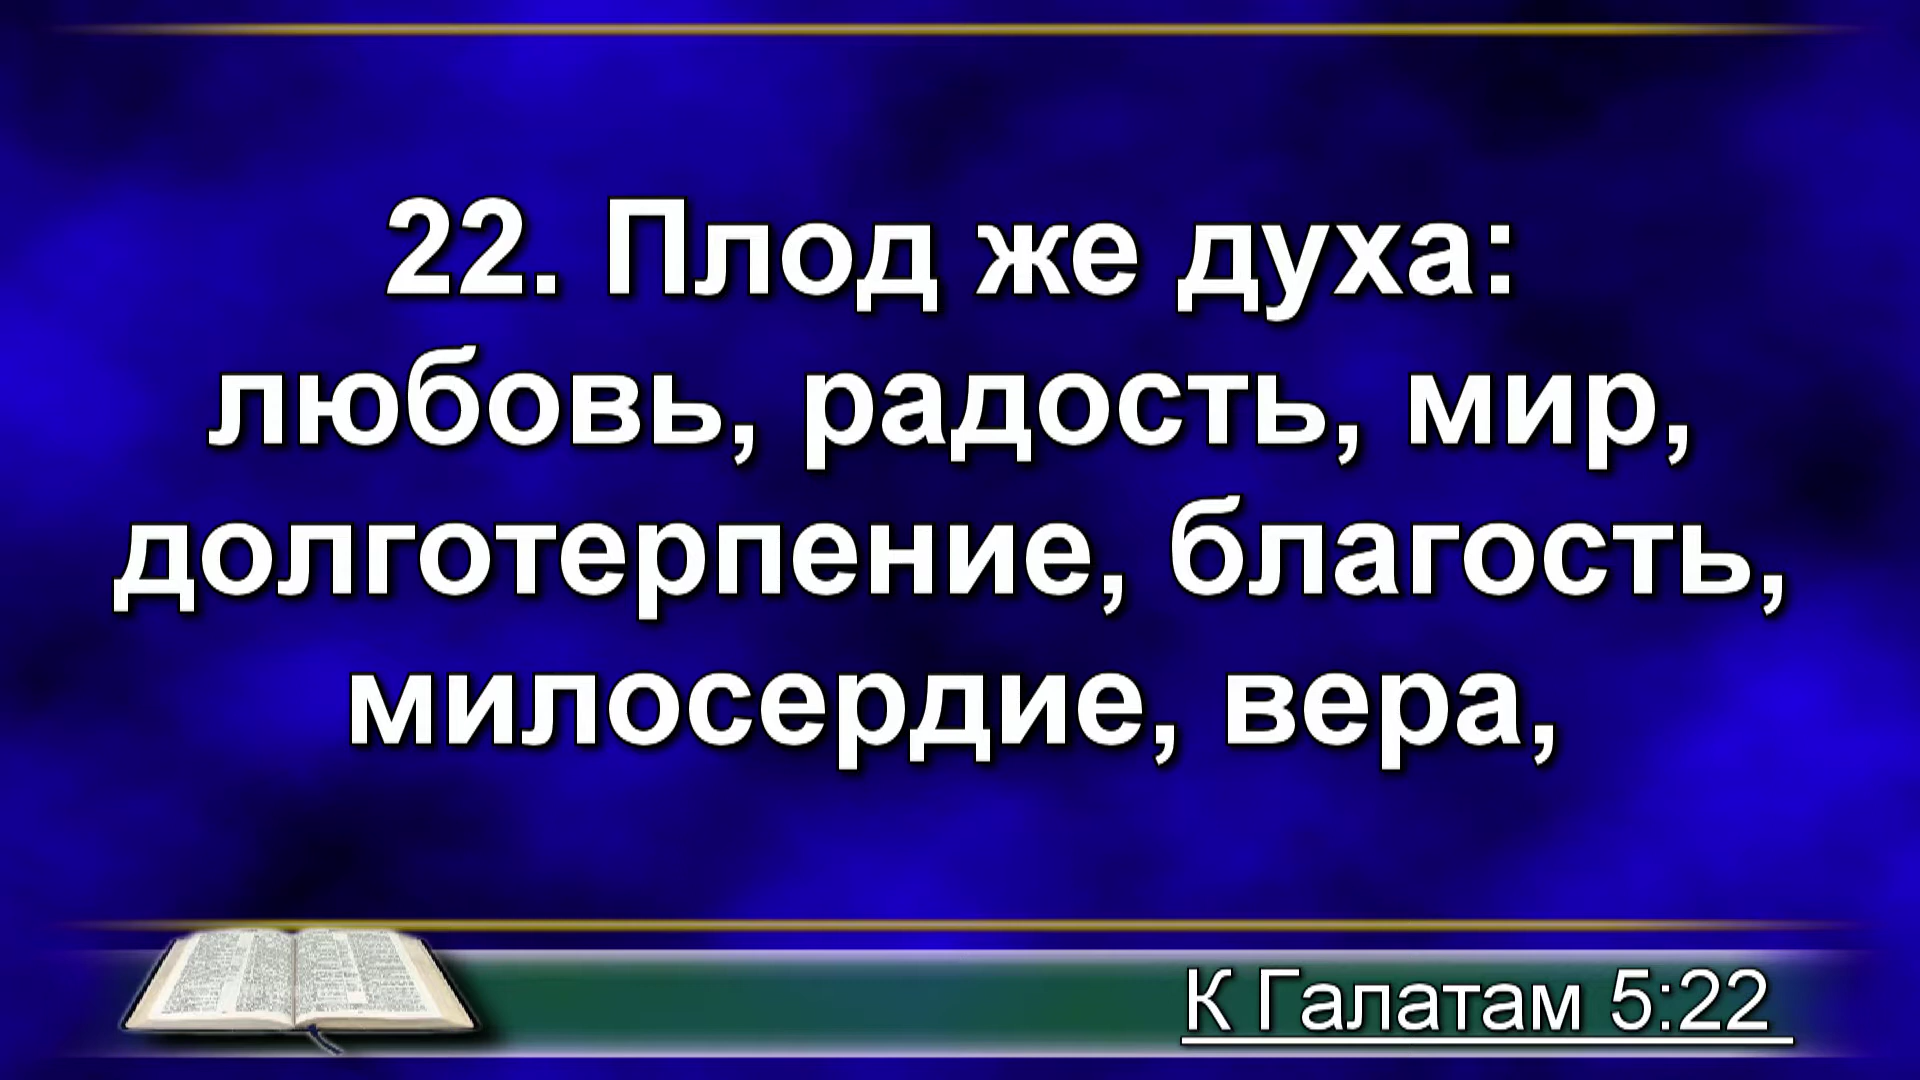 22. Плод же духа:
любовь, радость, мир,
долготерпение, благость,
милосердие, вера,
К Галатам 5:22